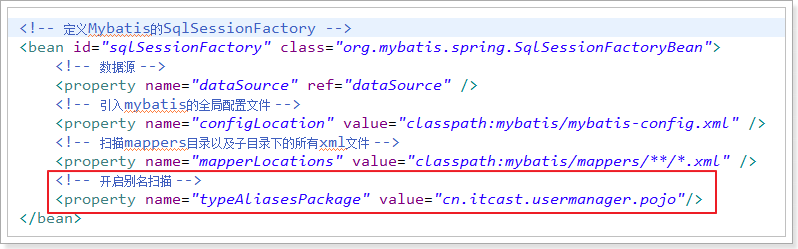 <!-- 定义Mybatis的SqlSessionFactory -->
<bean id="sqlSessionFactory" class="org.mybatis.spring.SqlSessionFactoryBean">
<!-- 数据源 -->
<property name="dataSource" ref="dataSource" />
<!-- 引入mybatis的全局配置文件 -->
<property name="configLocation" value="classpath:mybatis/mybatis-config.xml" />
<!-- 扫描mappers目录以及子目录下的所有xml文件 -->
<property name="mapperLocations" value="classpath:mybatis/mappers/**/*.xml" />
<!-- 开启别名扫描 -->
<property name="typeAliasesPackage" value="cn.itcast.usermanager.pojo"/>
</bean>